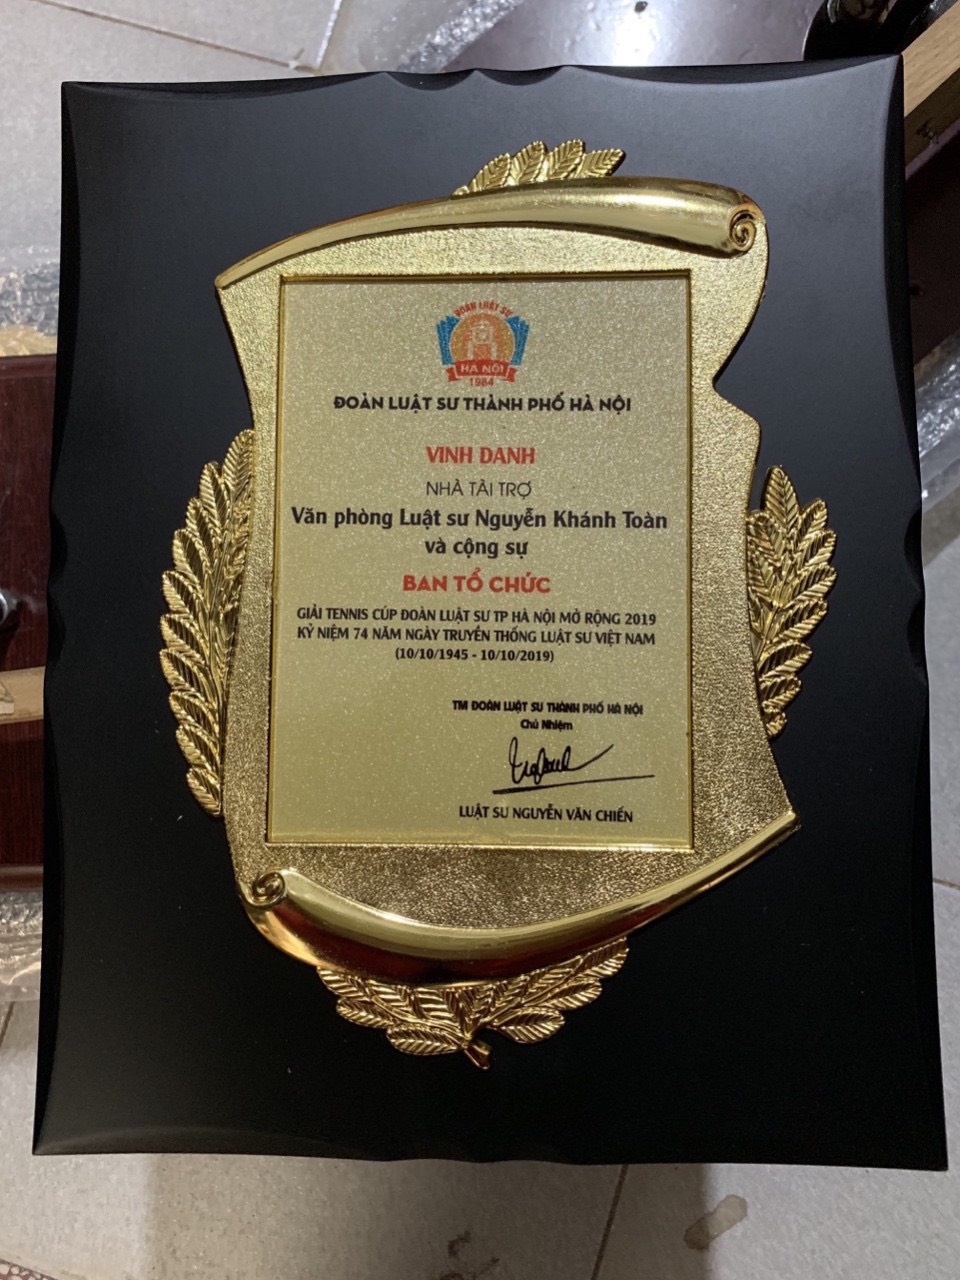 ĐOÀN LUẬT SƯ
HÀ NỘI
1984
ĐOÀN LUẬT SƯ THÀNH PHỐ HÀ NỘI
VINH DANH
NHÀ TÀI TRỢ
Văn phòng Luật sư Nguyễn Khánh Toàn
và cộng sự
BAN TỔ CHỨC
GIẢI TENNIS CÚP ĐOÀN LUẬT SƯ TP HÀ NỘI MỞ RỘNG 2019
KỶ NIỆM 74 NĂM NGÀY TRUYỀN THỐNG LUẬT SƯ VIỆT NAM
(10/10/1945 - 10/10/2019)
TM ĐOÀN LUẬT SƯ THÀNH PHỐ HÀ NỘI
Chủ Nhiệm
LUẬT SƯ NGUYỄN VĂN CHIẾN